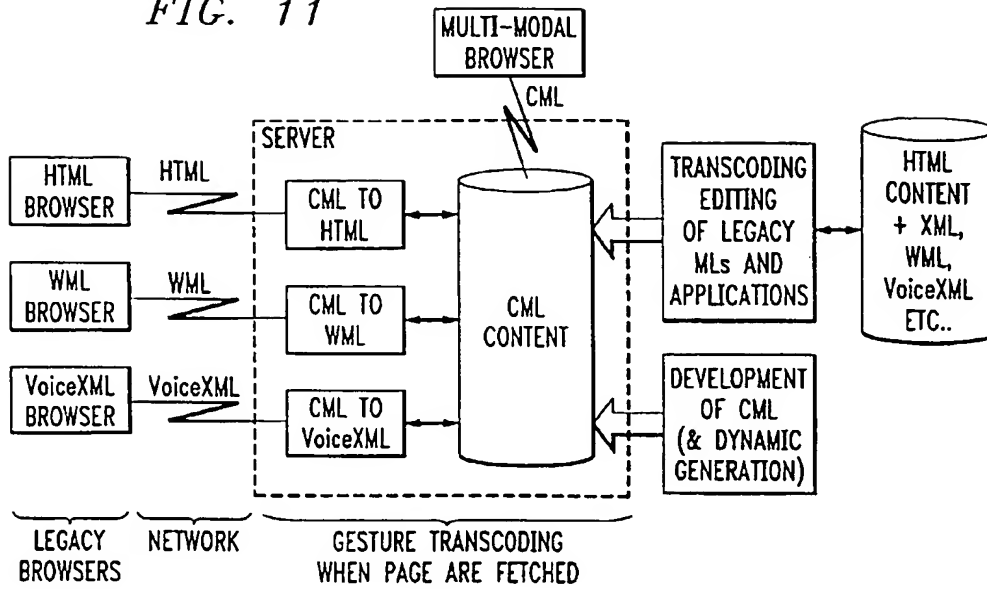 FIG. 11
MULTI-MODAL
BROWSER
CML
SERVER
HTML
BROWSER
HTML
CML TO
HTML
WML
BROWSER
WML
CML TO
WML
VoiceXML
BROWSER
VoiceXML
CML TO
VoiceXML
CML
CONTENT
TRANSCODING
EDITING
OF LEGACY
MLs AND
APPLICATIONS
HTML
CONTENT
+ XML,
WML,
VoiceXML
ETC..
DEVELOPMENT
OF CML
(& DYNAMIC
GENERATION)
LEGACY
BROWSERS
NETWORK
GESTURE TRANSCODING
WHEN PAGE ARE FETCHED